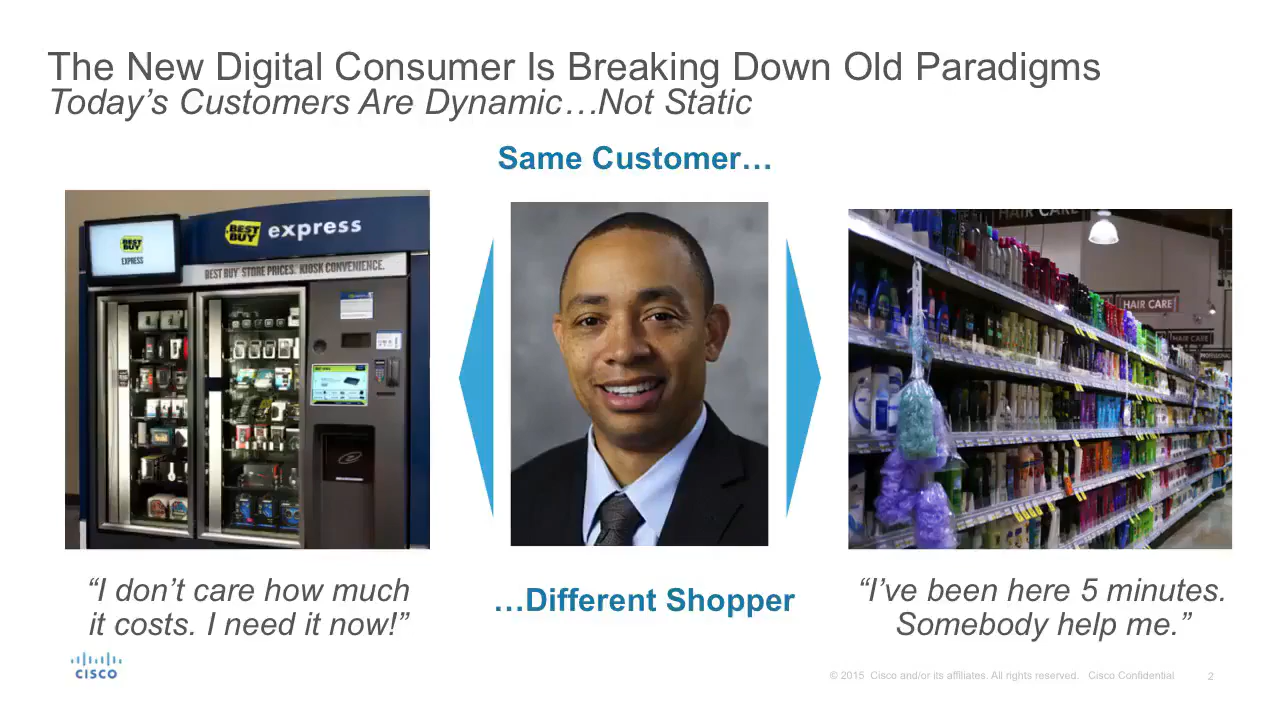 The New Digital Consumer Is Breaking Down Old Paradigms
Today’s Customers Are Dynamic…Not Static
Same Customer…
BEST BUY
EXPRESS
BEST BUY
express
BEST BUY STORE PRICES. KIOSK CONVENIENCE.
HAIR CARE
HAIR CARE
HAIR CARE
“I don’t care how much
it costs. I need it now!”
…Different Shopper
“I’ve been here 5 minutes.
Somebody help me.”
CISCO
© 2015 Cisco and/or its affiliates. All rights reserved. Cisco Confidential
2